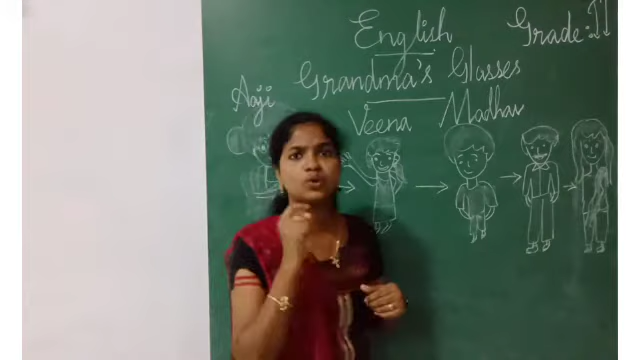 English
Grade: II
Grandma's Glasses
Aaji
Veena
Madhav